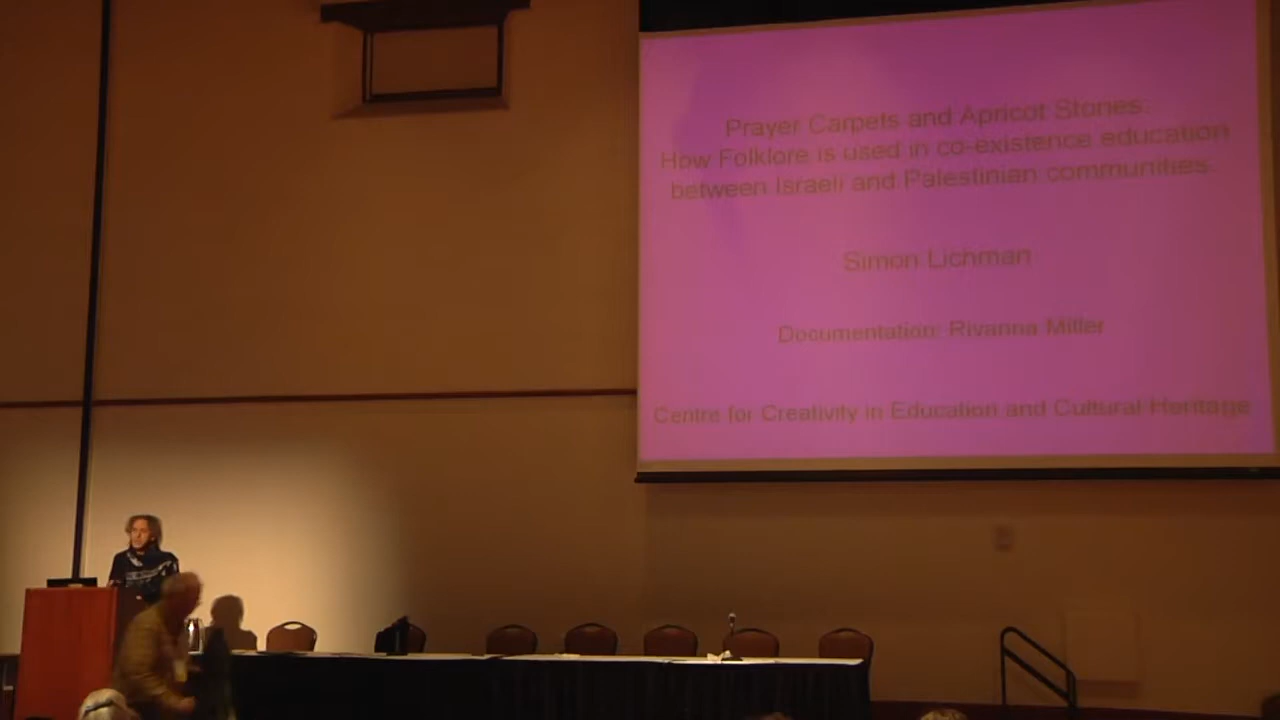 Prayer Carpets and Apricot Stones:
How Folklore is used in co-existence education
between Israeli and Palestinian communities.
Simon Lichman
Documentation: Rivanna Miller
Centre for Creativity in Education and Cultural Heritage